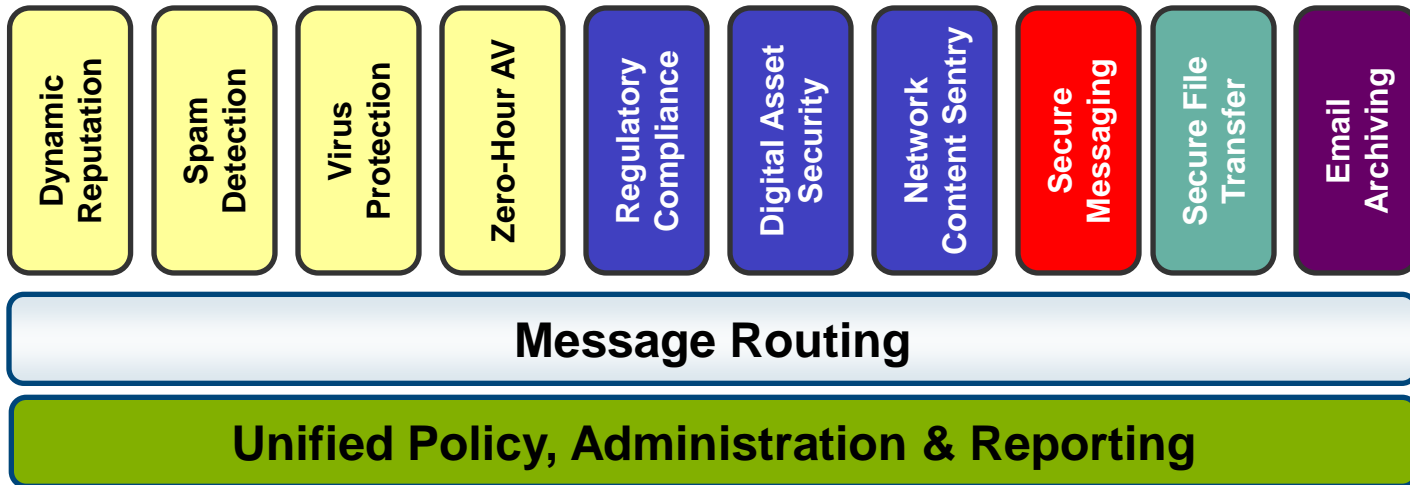 Dynamic
Reputation
Spam
Detection
Virus
Protection
Zero-Hour AV
Regulatory
Compliance
Digital Asset
Security
Network
Content Sentry
Secure
Messaging
Secure File
Transfer
Email
Archiving
Message Routing
Unified Policy, Administration & Reporting